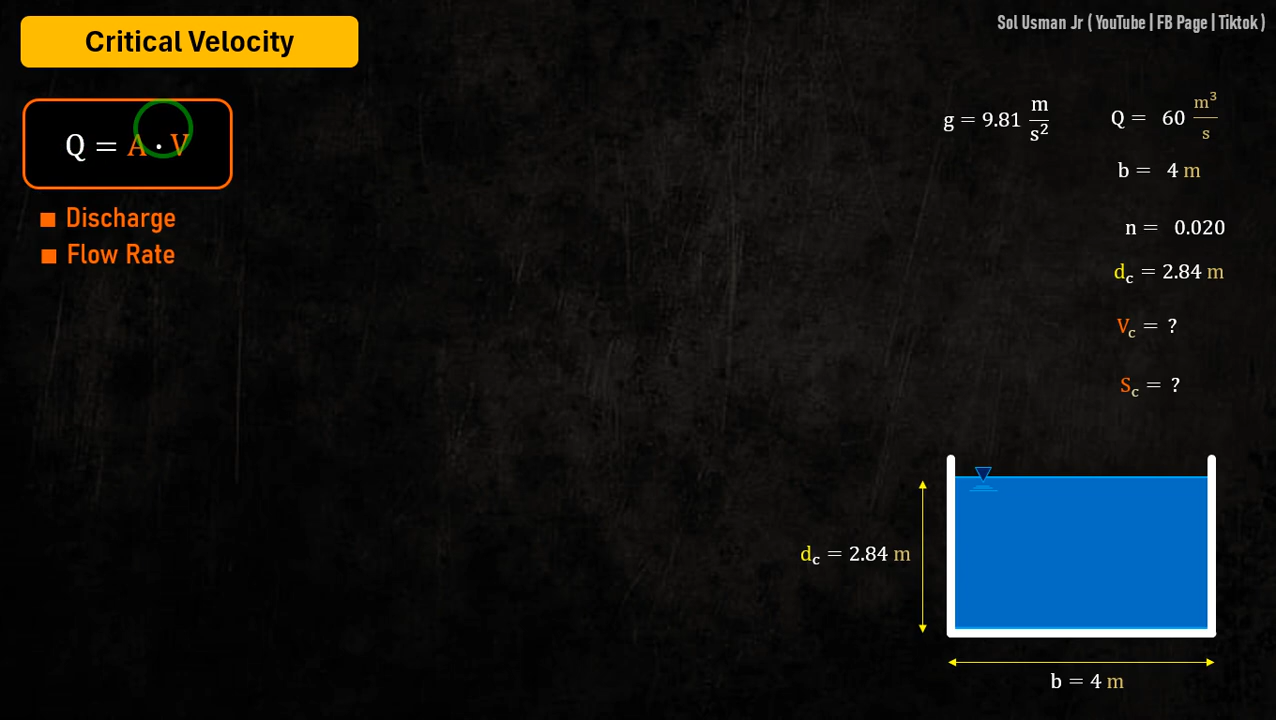 Critical Velocity
Sol Usman Jr ( YouTube | FB Page | Tiktok )
Q = A · V
■ Discharge
■ Flow Rate
g = 9.81 m/s²
Q = 60 m³/s
b = 4 m
n = 0.020
d_c = 2.84 m
V_c = ?
S_c = ?
d_c = 2.84 m
b = 4 m